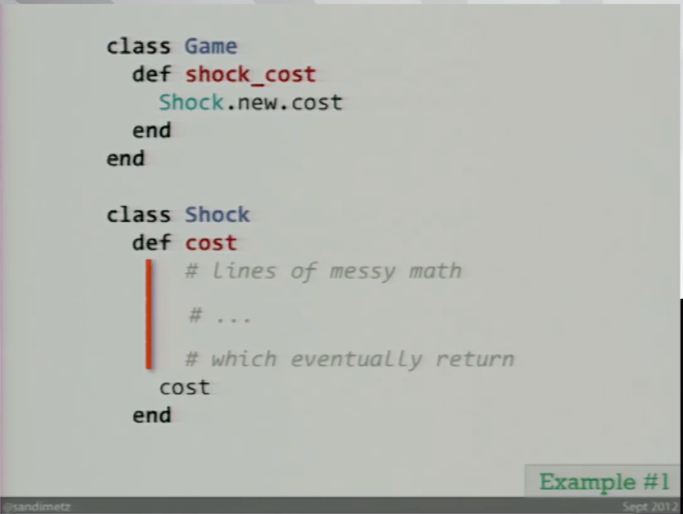 class Game
  def shock_cost
    Shock.new.cost
  end
end
class Shock
  def cost
    # lines of messy math
    # ...
    # which eventually return
    cost
  end
Example #1
@sandimetz
Sept 2012